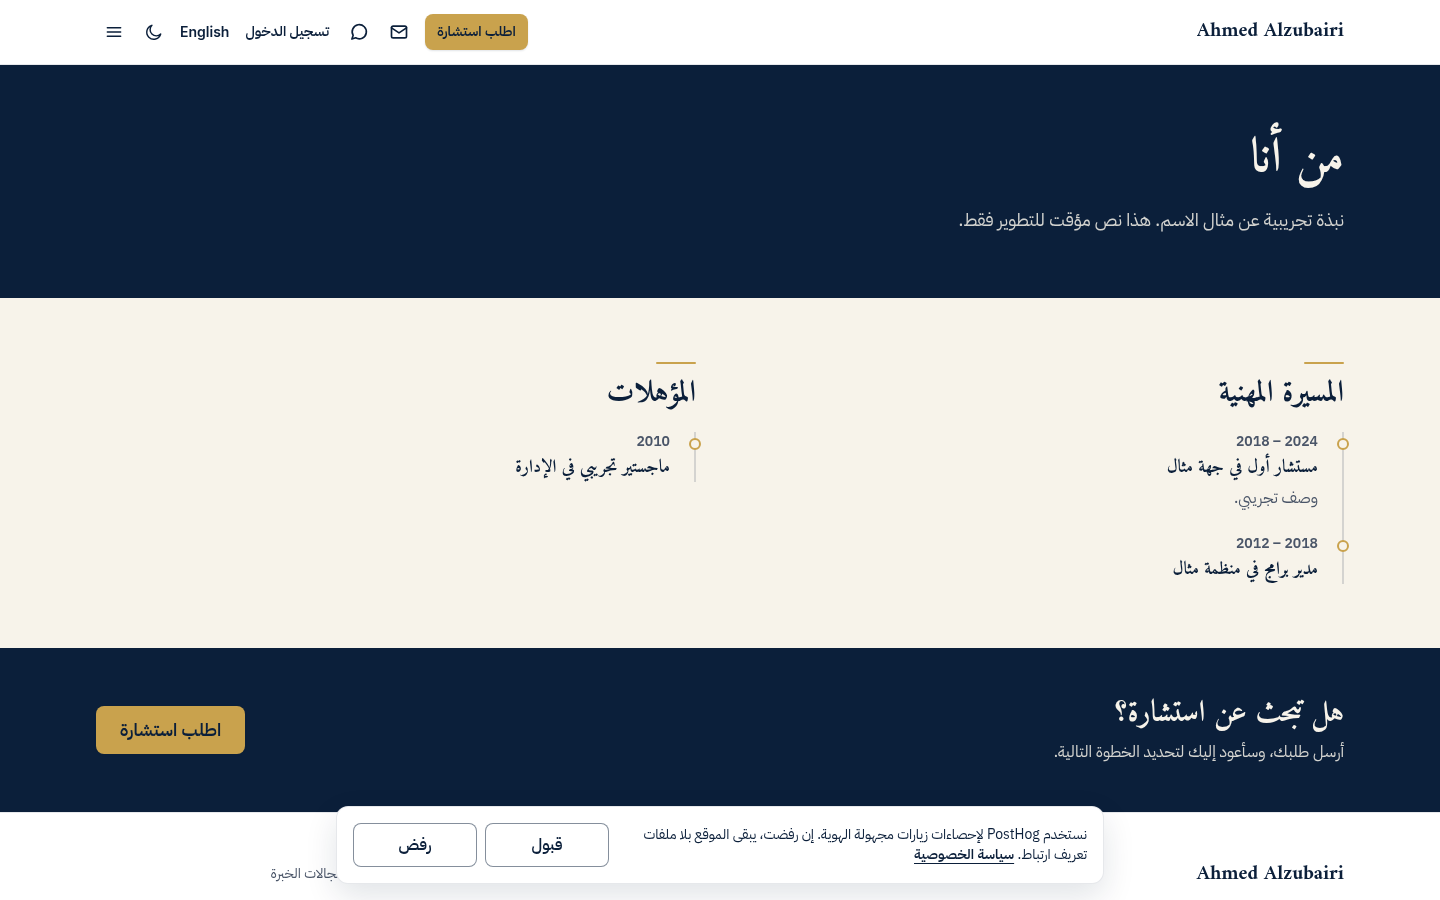 Ahmed Alzubairi
اطلب استشارة
تسجيل الدخول
English
من أنا
نبذة تجريبية عن مثال الاسم. هذا نص مؤقت للتطوير فقط.
المسيرة المهنية
2018 – 2024
مستشار أول في جهة مثال
وصف تجريبي.
2012 – 2018
مدير برامج في منظمة مثال
المؤهلات
2010
ماجستير تجريبي في الإدارة
هل تبحث عن استشارة؟
أرسل طلبك، وسأعود إليك لتحديد الخطوة التالية.
اطلب استشارة
نستخدم PostHog لإحصاءات زيارات مجهولة الهوية. إن رفضت، يبقى الموقع بلا ملفات
تعريف ارتباط. سياسة الخصوصية
قبول
رفض
Ahmed Alzubairi
الخبرة